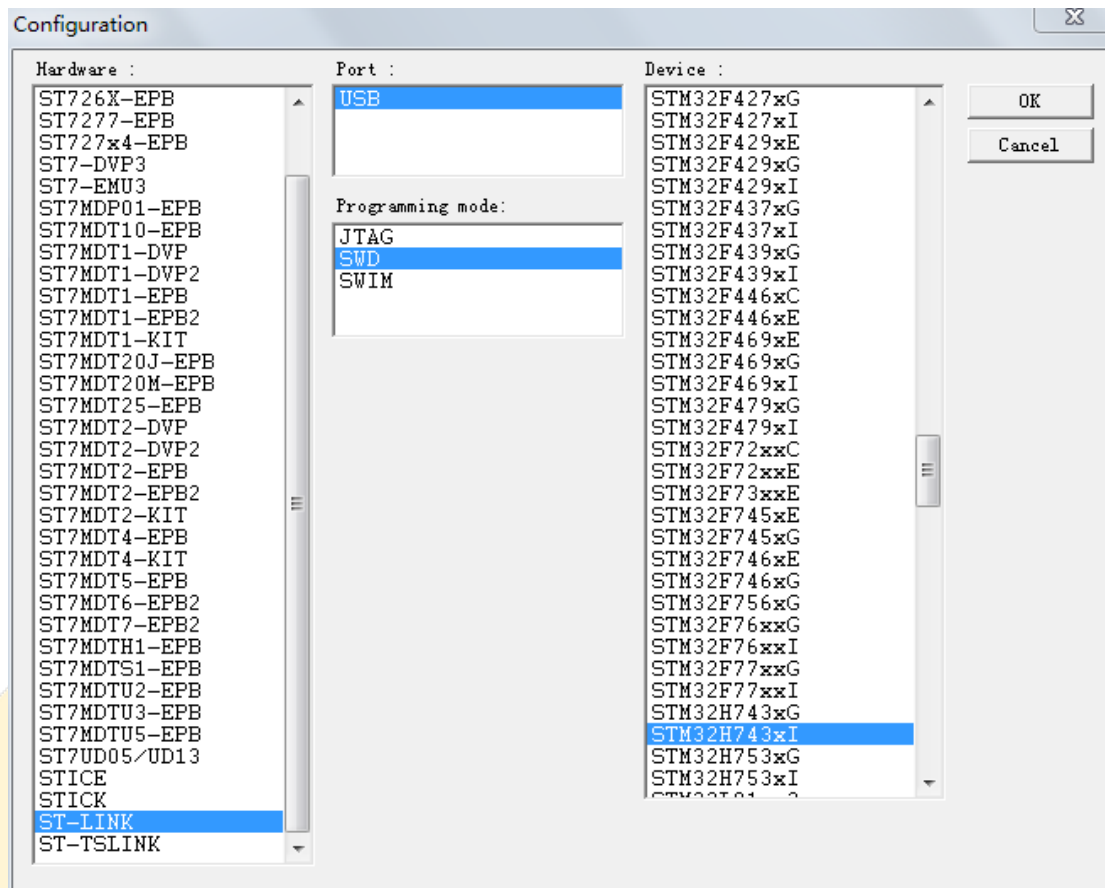 Configuration
Hardware :
ST726X-EPB
ST7277-EPB
ST727x4-EPB
ST7-DVP3
ST7-EMU3
ST7MDP01-EPB
ST7MDT10-EPB
ST7MDT1-DVP
ST7MDT1-DVP2
ST7MDT1-EPB
ST7MDT1-EPB2
ST7MDT1-KIT
ST7MDT20J-EPB
ST7MDT20M-EPB
ST7MDT25-EPB
ST7MDT2-DVP
ST7MDT2-DVP2
ST7MDT2-EPB
ST7MDT2-EPB2
ST7MDT2-KIT
ST7MDT4-EPB
ST7MDT4-KIT
ST7MDT5-EPB
ST7MDT6-EPB2
ST7MDT7-EPB2
ST7MDTH1-EPB
ST7MDTS1-EPB
ST7MDTU2-EPB
ST7MDTU3-EPB
ST7MDTU5-EPB
ST7UD05/UD13
STICE
STICK
ST-LINK
ST-TSLINK
Port :
USB
Programming mode:
JTAG
SWD
SWIM
Device :
STM32F427xG
STM32F427xI
STM32F429xE
STM32F429xG
STM32F429xI
STM32F437xG
STM32F437xI
STM32F439xG
STM32F439xI
STM32F446xC
STM32F446xE
STM32F469xE
STM32F469xG
STM32F469xI
STM32F479xG
STM32F479xI
STM32F72xxC
STM32F72xxE
STM32F73xxE
STM32F745xE
STM32F745xG
STM32F746xE
STM32F746xG
STM32F756xG
STM32F76xxG
STM32F76xxI
STM32F77xxG
STM32F77xxI
STM32H743xG
STM32H743xI
STM32H753xG
STM32H753xI
OK
Cancel